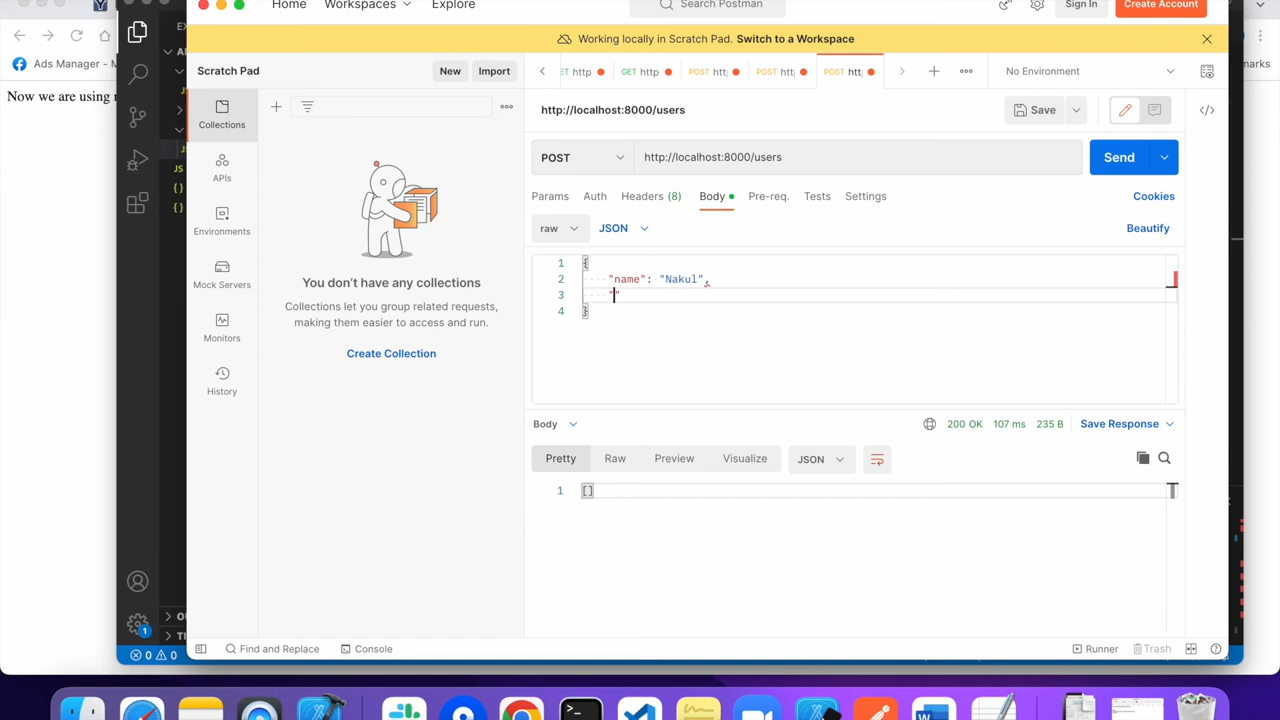 Home Workspaces Explore
Search Postman
Sign In
Create Account
Working locally in Scratch Pad. Switch to a Workspace
Ads Manager - M
Now we are using
Scratch Pad
New
Import
GET http
POST
POST
POST
No Environment
Collections
APIs
Environments
Mock Servers
Monitors
History
You don't have any collections
Collections let you group related requests,
making them easier to access and run.
Create Collection
http://localhost:8000/users
Save
POST
http://localhost:8000/users
Send
Params Auth Headers (8) Body Pre-req. Tests Settings
Cookies
raw
JSON
Beautify
1 {
2 "name": "Nakul",
3 ""
4 }
Body
200 OK 107 ms 235 B Save Response
Pretty Raw Preview Visualize JSON
1 []
Find and Replace
Console
Runner
Trash
0 0
1